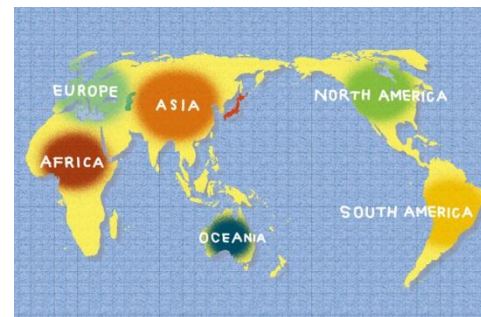 EUROPE
ASIA
NORTH AMERICA
AFRICA
SOUTH AMERICA
OCEANIA